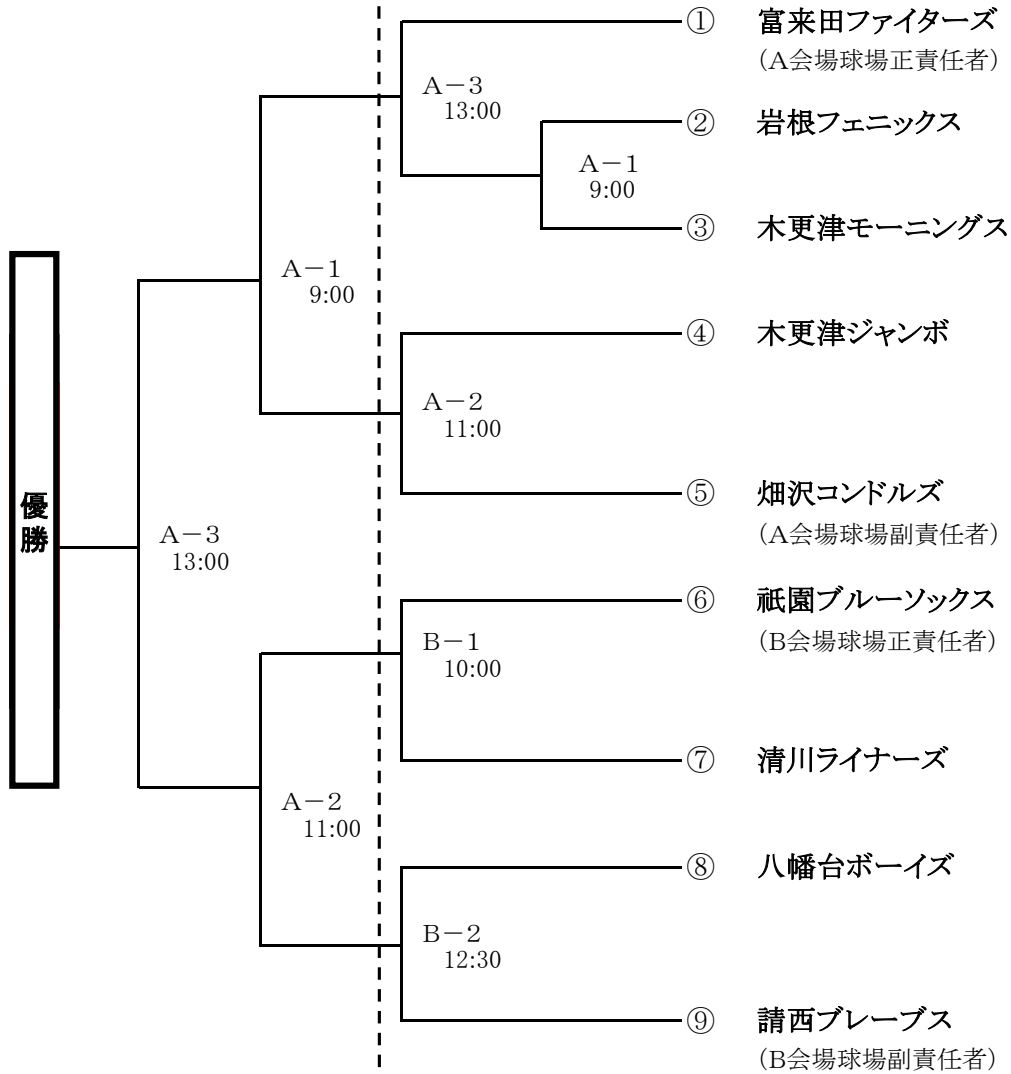 ① 富来田ファイターズ
(A会場球場正責任者)
A－3
13:00
② 岩根フェニックス
A－1
9:00
③ 木更津モーニングス
A－1
9:00
④ 木更津ジャンボ
A－2
11:00
⑤ 畑沢コンドルズ
(A会場球場副責任者)
優勝
A－3
13:00
⑥ 祇園ブルーソックス
(B会場球場正責任者)
B－1
10:00
⑦ 清川ライナーズ
A－2
11:00
⑧ 八幡台ボーイズ
B－2
12:30
⑨ 請西ブレーブス
(B会場球場副責任者)